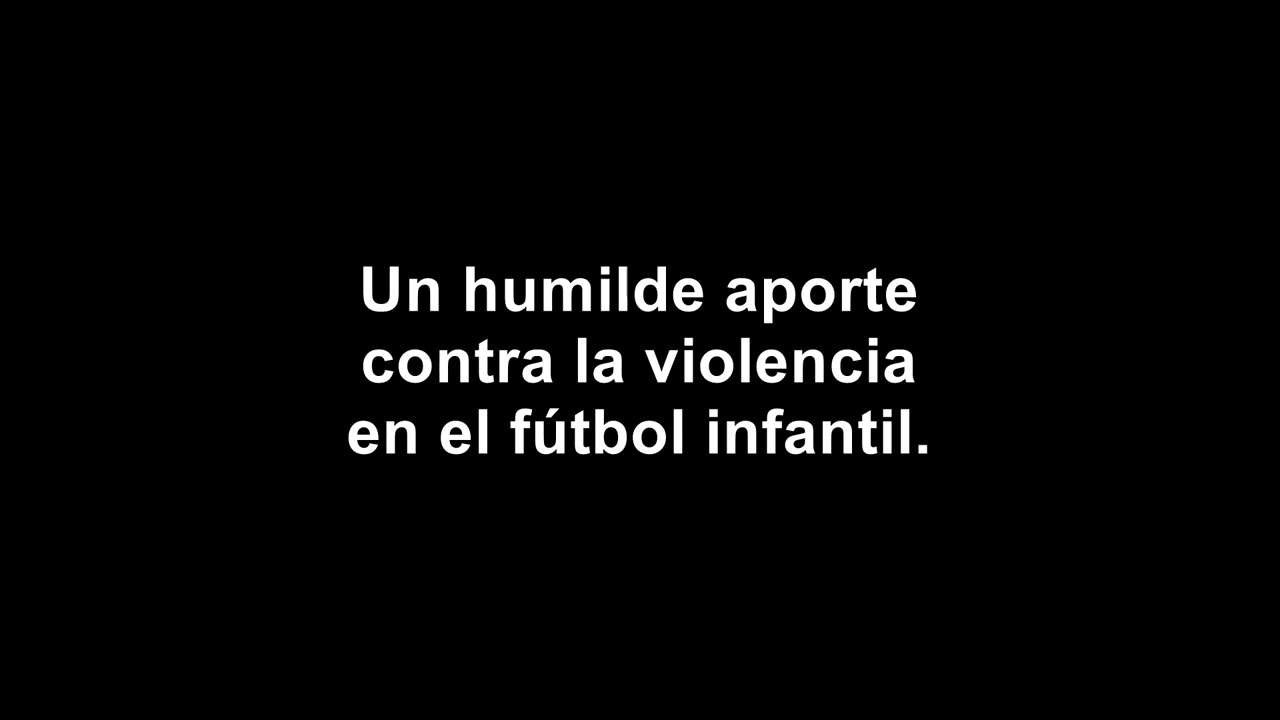 Un humilde aporte
contra la violencia
en el fútbol infantil.